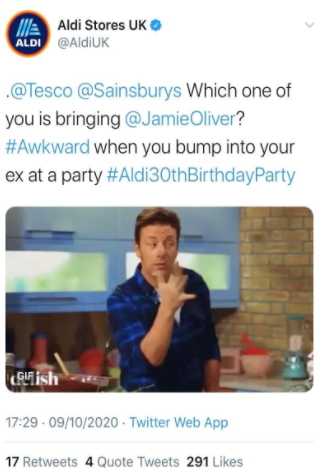 Aldi Stores UK
ALDI
@AldiUK
.@Tesco @Sainsburys Which one of
you is bringing @JamieOliver?
#Awkward when you bump into your
ex at a party #Aldi30thBirthdayParty
GIF
delish
17:29 · 09/10/2020 · Twitter Web App
17 Retweets 4 Quote Tweets 291 Likes